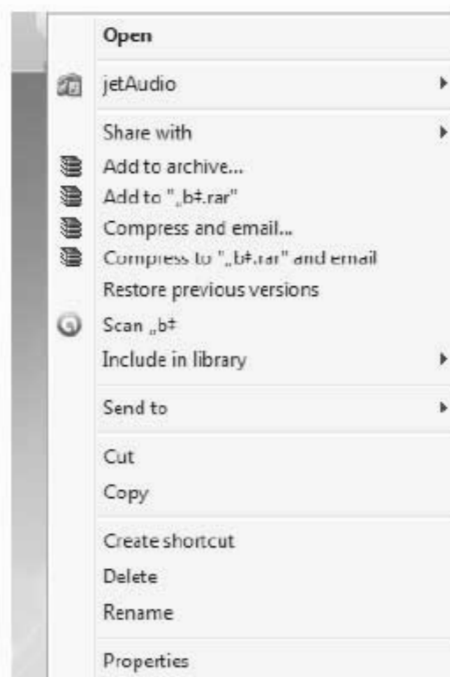 Open
jetAudio
Share with
Add to archive...
Add to "„b‡.rar"
Compress and email...
Compress to "„b‡.rar" and email
Restore previous versions
Scan „b‡
Include in library
Send to
Cut
Copy
Create shortcut
Delete
Rename
Properties